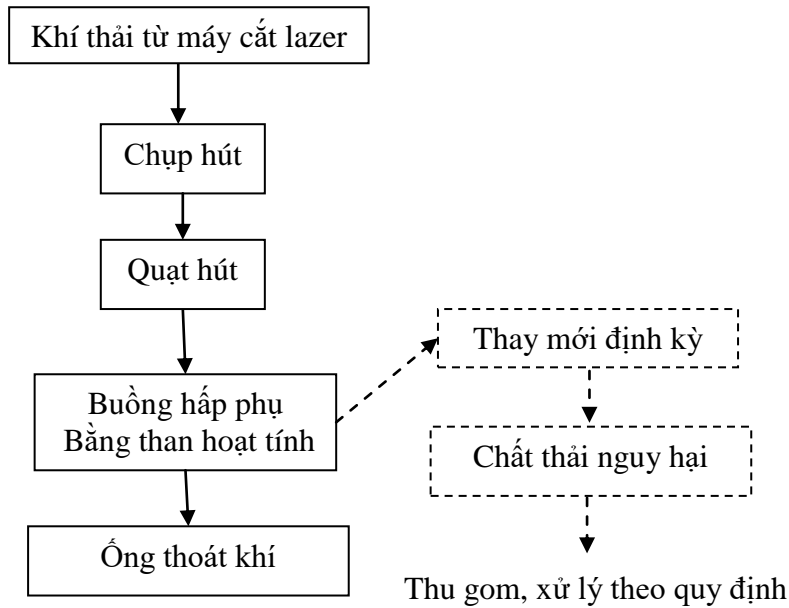 Khí thải từ máy cắt lazer
Chụp hút
Quạt hút
Buồng hấp phụ
Bằng than hoạt tính
Ống thoát khí
Thay mới định kỳ
Chất thải nguy hại
Thu gom, xử lý theo quy định